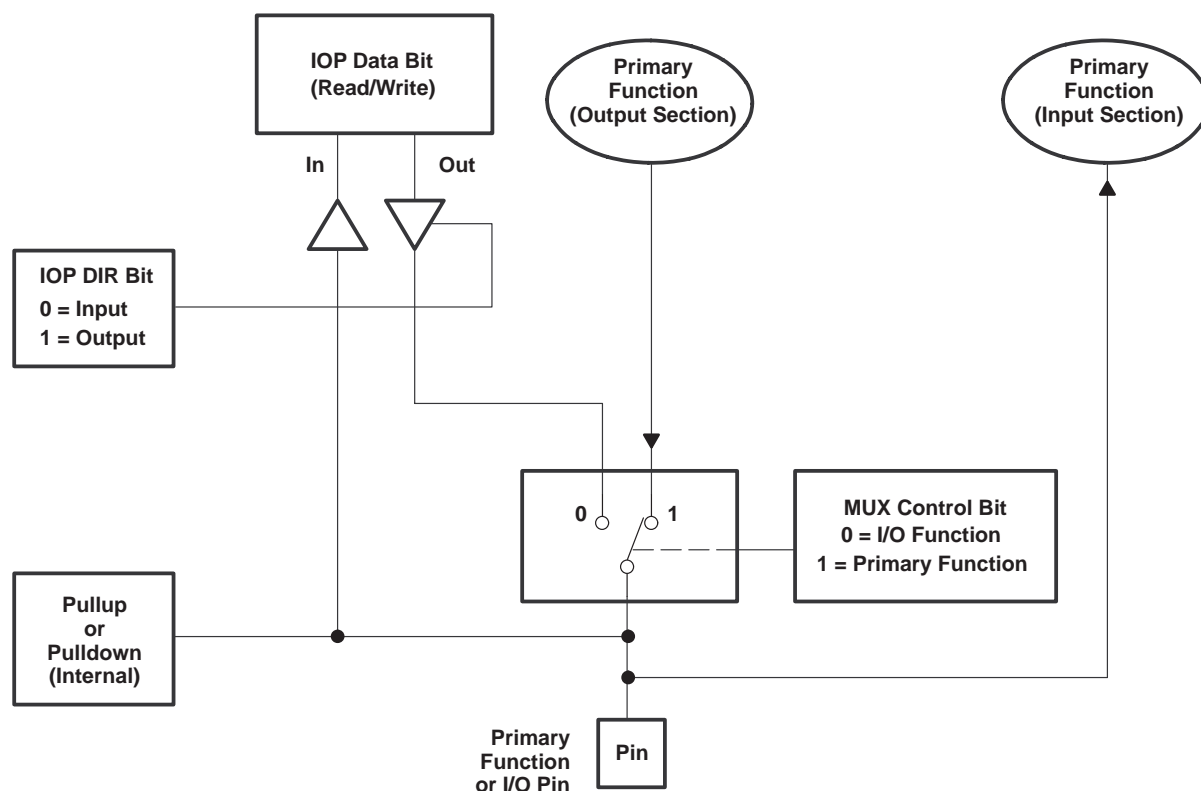 IOP Data Bit
(Read/Write)
Primary
Function
(Output Section)
Primary
Function
(Input Section)
In
Out
IOP DIR Bit
0 = Input
1 = Output
0
1
MUX Control Bit
0 = I/O Function
1 = Primary Function
Pullup
or
Pulldown
(Internal)
Primary
Function
or I/O Pin
Pin